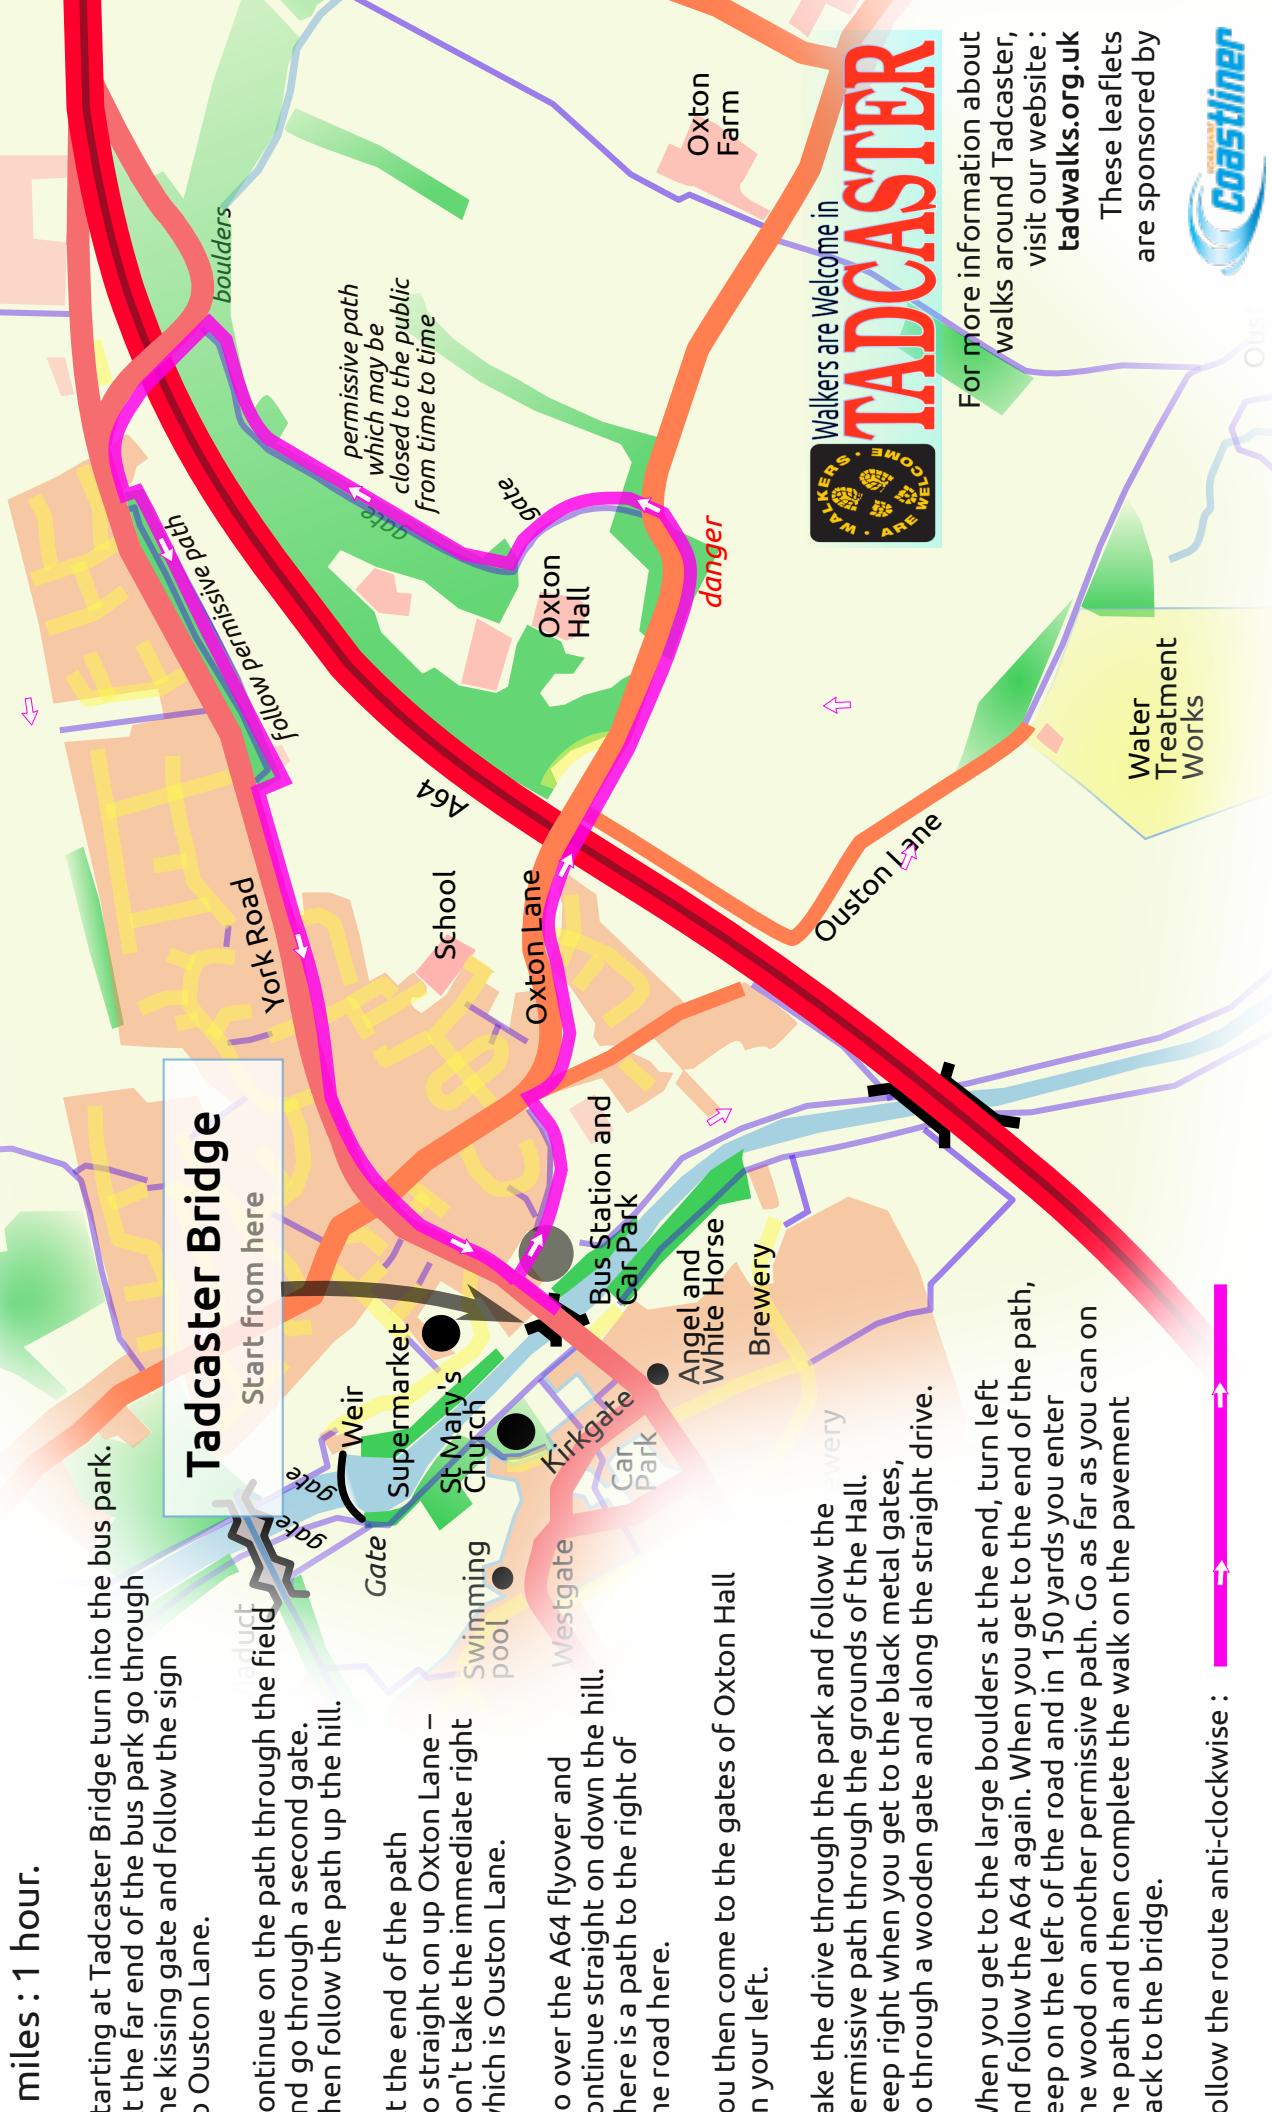 miles : 1 hour.
tarting at Tadcaster Bridge turn into the bus park.
t the far end of the bus park go through
he kissing gate and follow the sign
o Ouston Lane.
ontinue on the path through the field
nd go through a second gate.
hen follow the path up the hill.
t the end of the path
o straight on up Oxton Lane –
on't take the immediate right
which is Ouston Lane.
o over the A64 flyover and
ontinue straight on down the hill.
here is a path to the right of
he road here.
ou then come to the gates of Oxton Hall
n your left.
ake the drive through the park and follow the
ermissive path through the grounds of the Hall.
eep right when you get to the black metal gates,
o through a wooden gate and along the straight drive.
When you get to the large boulders at the end, turn left
nd follow the A64 again. When you get to the end of the path,
eep on the left of the road and in 150 yards you enter
he wood on another permissive path. Go as far as you can on
he path and then complete the walk on the pavement
ack to the bridge.
ollow the route anti-clockwise :
Tadcaster Bridge
Start from here
iaduct
gate
gate
Weir
Gate
Supermarket
St Mary's
Church
Swimming
pool
Westgate
Kirkgate
Car
Park
Angel and
White Horse
Brewery
ewery
Bus Station and
Car Park
York Road
School
Oxton Lane
A64
Ouston Lane
follow permissive path
boulders
permissive path
which may be
closed to the public
from time to time
gate
gate
Oxton
Hall
danger
Oxton
Farm
Water
Treatment
Works
Oust
Walkers are Welcome in
TADCASTER
WALKERS • ARE WELCOME •
For more information about
walks around Tadcaster,
visit our website :
tadwalks.org.uk
These leaflets
are sponsored by
Coastliner